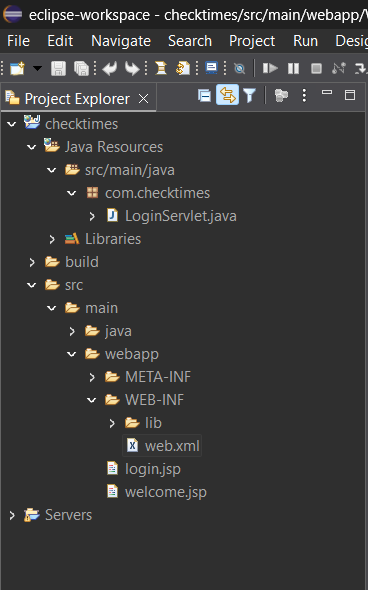 eclipse-workspace - checktimes/src/main/webapp/
File Edit Navigate Search Project Run Desi
Project Explorer
checktimes
Java Resources
src/main/java
com.checktimes
LoginServlet.java
Libraries
build
src
main
java
webapp
META-INF
WEB-INF
lib
web.xml
login.jsp
welcome.jsp
Servers